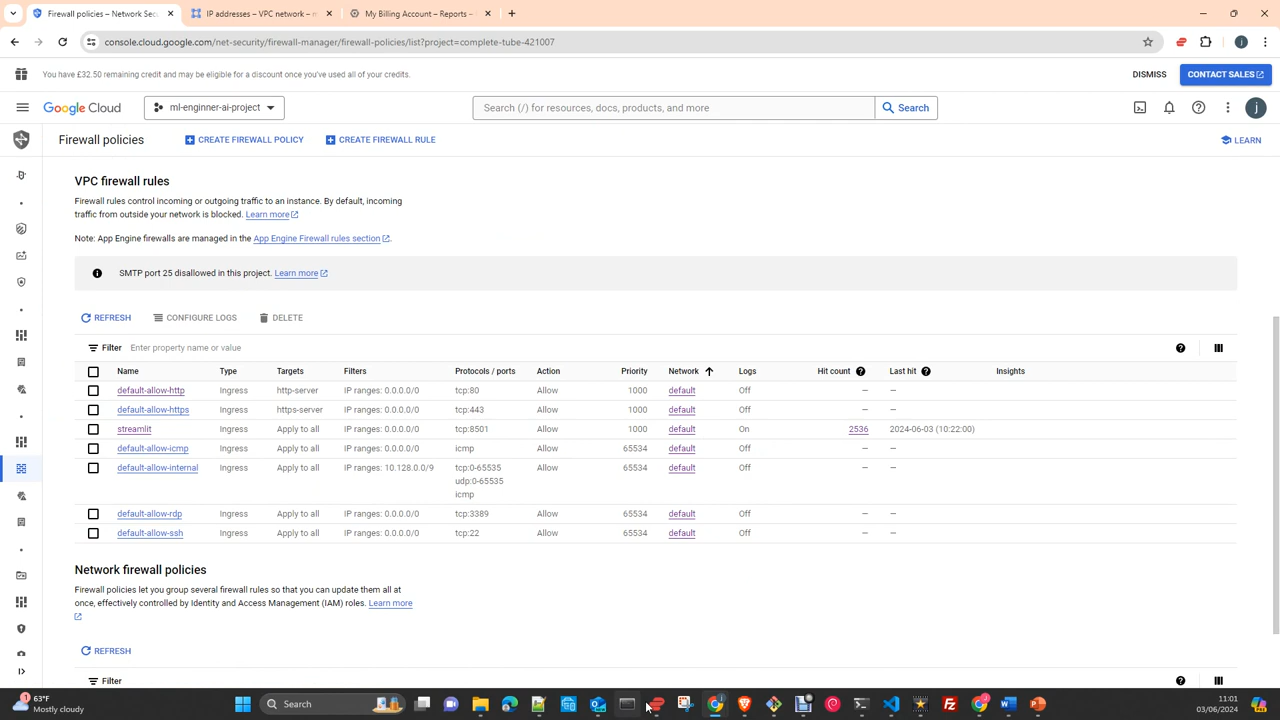 Firewall policies – Network Secu
IP addresses – VPC network – m
My Billing Account – Reports –
console.cloud.google.com/net-security/firewall-manager/firewall-policies/list?project=complete-tube-421007
j
You have £32.50 remaining credit and may be eligible for a discount once you've used all of your credits.
DISMISS
CONTACT SALES
Google Cloud
ml-enginner-ai-project
Search (/) for resources, docs, products, and more
Search
j
Firewall policies
CREATE FIREWALL POLICY
CREATE FIREWALL RULE
LEARN
VPC firewall rules
Firewall rules control incoming or outgoing traffic to an instance. By default, incoming
traffic from outside your network is blocked. Learn more
Note: App Engine firewalls are managed in the App Engine Firewall rules section.
SMTP port 25 disallowed in this project. Learn more
REFRESH CONFIGURE LOGS DELETE
Filter Enter property name or value
Name Type Targets Filters Protocols / ports Action Priority Network Logs Hit count Last hit Insights
default-allow-http Ingress http-server IP ranges: 0.0.0.0/0 tcp:80 Allow 1000 default Off – –
default-allow-https Ingress https-server IP ranges: 0.0.0.0/0 tcp:443 Allow 1000 default Off – –
streamlit Ingress Apply to all IP ranges: 0.0.0.0/0 tcp:8501 Allow 1000 default On 2536 2024-06-03 (10:22:00)
default-allow-icmp Ingress Apply to all IP ranges: 0.0.0.0/0 icmp Allow 65534 default Off – –
default-allow-internal Ingress Apply to all IP ranges: 10.128.0.0/9 tcp:0-65535 Allow 65534 default Off – –
udp:0-65535
icmp
default-allow-rdp Ingress Apply to all IP ranges: 0.0.0.0/0 tcp:3389 Allow 65534 default Off – –
default-allow-ssh Ingress Apply to all IP ranges: 0.0.0.0/0 tcp:22 Allow 65534 default Off – –
Network firewall policies
Firewall policies let you group several firewall rules so that you can update them all at
once, effectively controlled by Identity and Access Management (IAM) roles. Learn more
REFRESH
Filter
63°F
Mostly cloudy
Search
11:01
03/06/2024